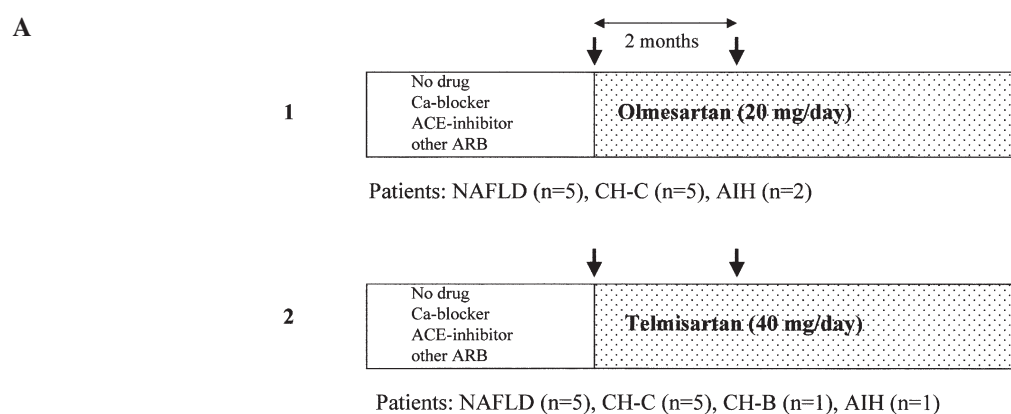 A
2 months
1
No drug
Ca-blocker
ACE-inhibitor
other ARB
Olmesartan (20 mg/day)
Patients: NAFLD (n=5), CH-C (n=5), AIH (n=2)
2
No drug
Ca-blocker
ACE-inhibitor
other ARB
Telmisartan (40 mg/day)
Patients: NAFLD (n=5), CH-C (n=5), CH-B (n=1), AIH (n=1)